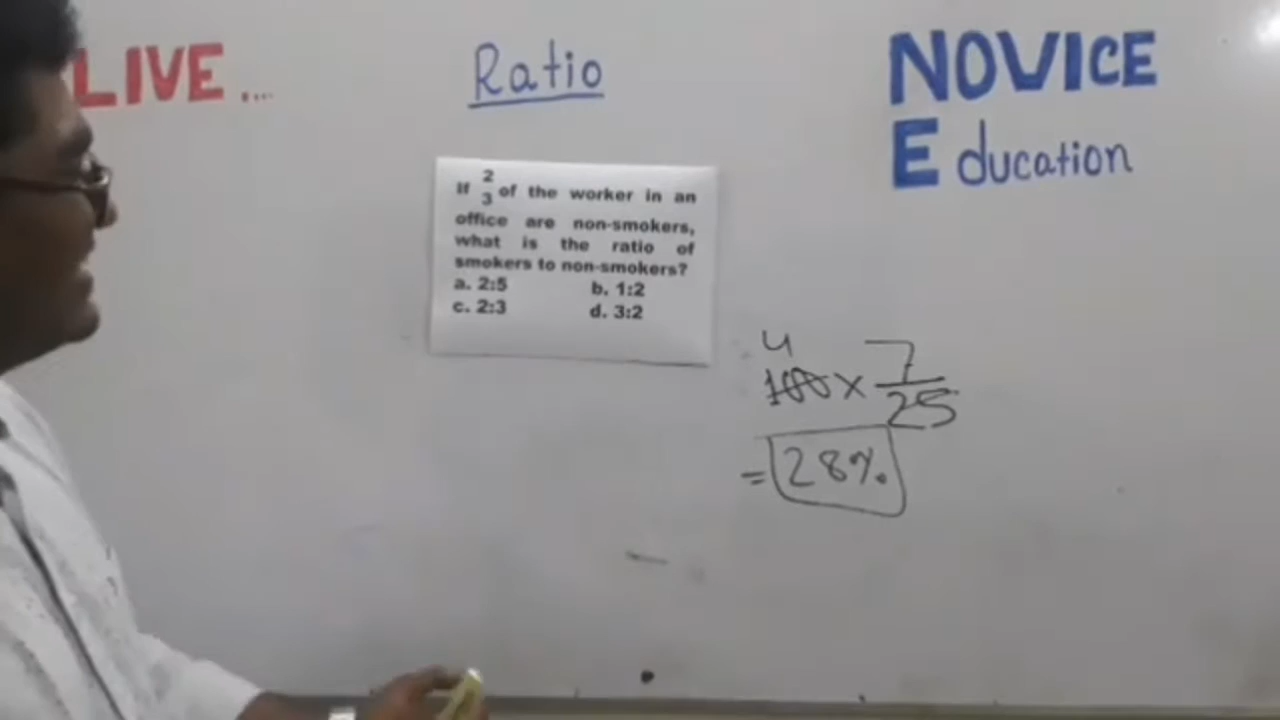 LIVE ...
Ratio
NOVICE
Education
If 2/3 of the worker in an
office are non-smokers,
what is the ratio of
smokers to non-smokers?
a. 2:5 b. 1:2
c. 2:3 d. 3:2
4
100 × 7/25
= 28%